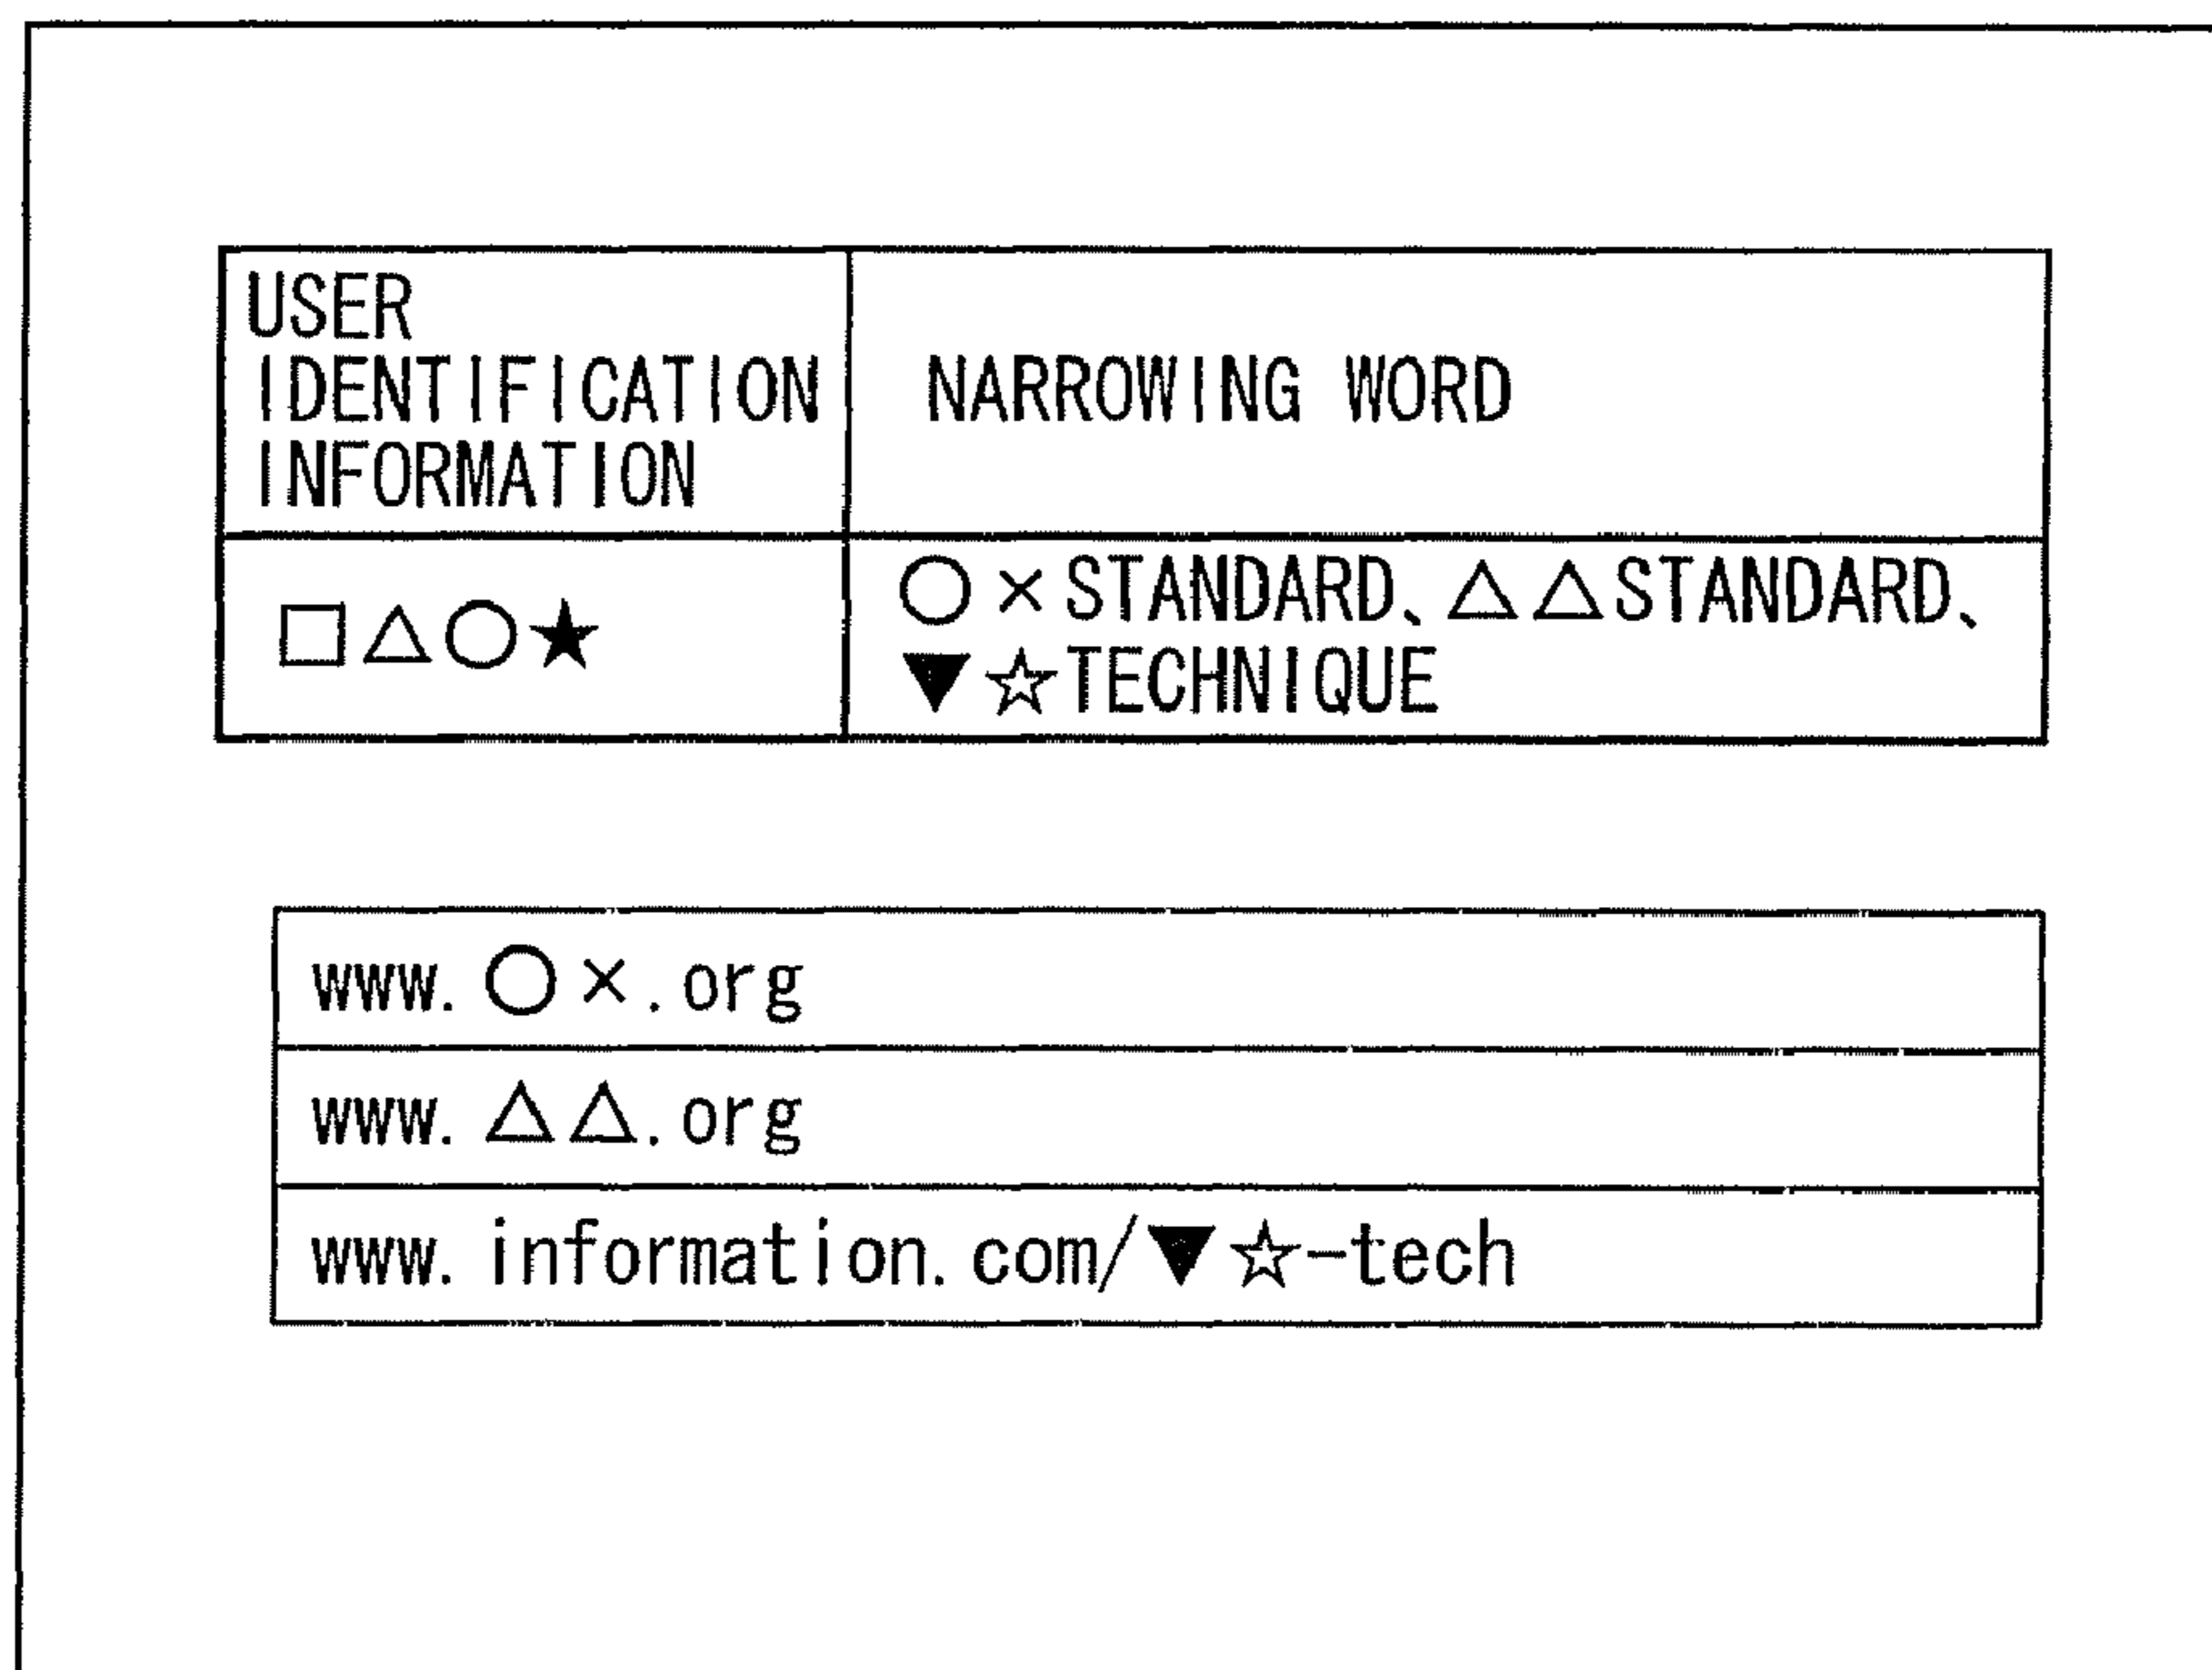 USER
IDENTIFICATION
INFORMATION
NARROWING WORD
□△○★
○×STANDARD、△△STANDARD、
▼☆TECHNIQUE
www.○×.org
www.△△.org
www.information.com/▼☆-tech